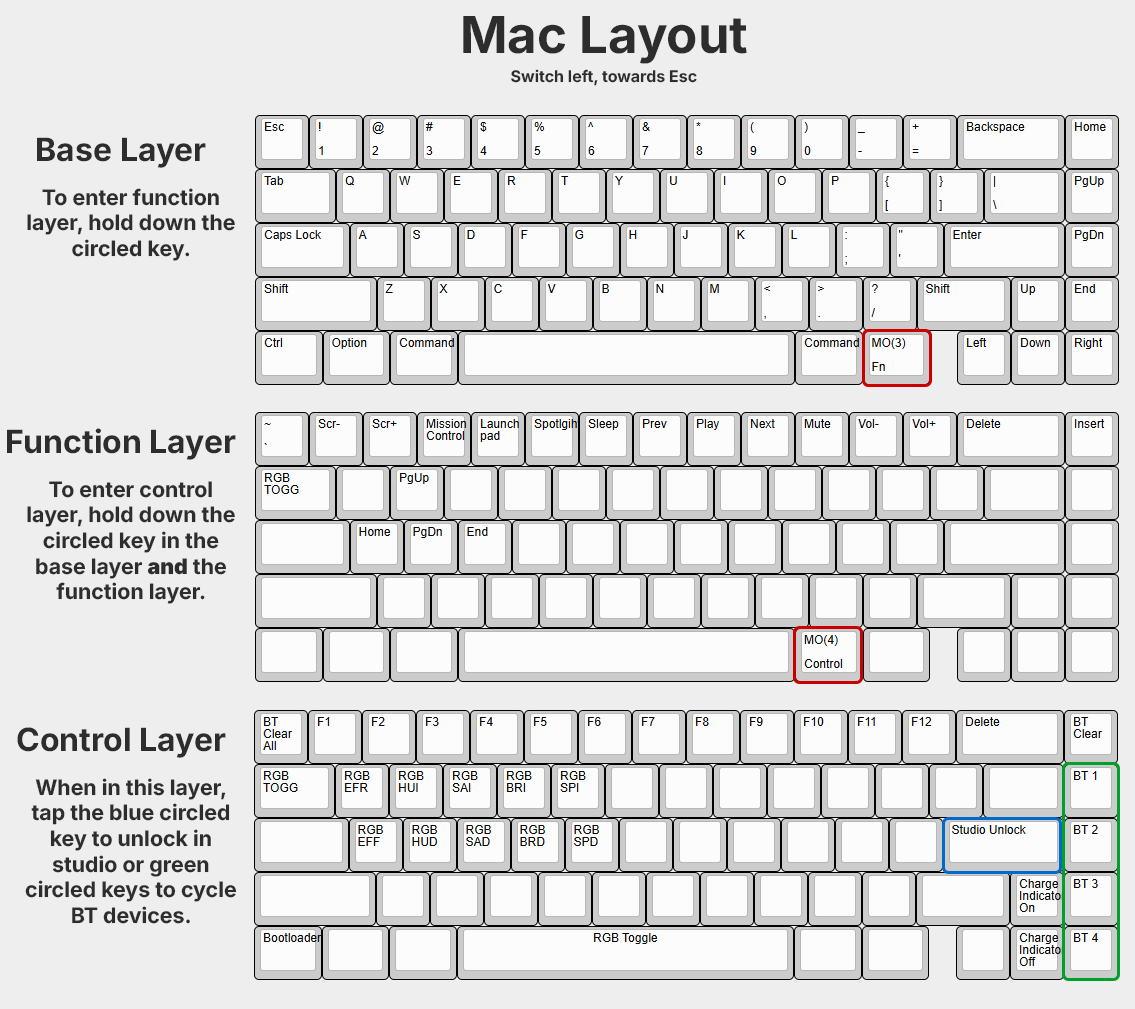 Mac Layout
Switch left, towards Esc
Base Layer
To enter function
layer, hold down the
circled key.
Esc ! @ # $ % ^ & * ( ) _ + Backspace Home
1 2 3 4 5 6 7 8 9 0 - =
Tab Q W E R T Y U I O P { } | PgUp
[ ] \
Caps Lock A S D F G H J K L : " Enter PgDn
; '
Shift Z X C V B N M < > ? Shift Up End
, . /
Ctrl Option Command Command MO(3) Left Down Right
Fn
Function Layer
To enter control
layer, hold down the
circled key in the
base layer and the
function layer.
~ Scr- Scr+ Mission Launch Spotlgih Sleep Prev Play Next Mute Vol- Vol+ Delete Insert
` Control pad
RGB PgUp
TOGG
Home PgDn End
MO(4)
Control
Control Layer
When in this layer,
tap the blue circled
key to unlock in
studio or green
circled keys to cycle
BT devices.
BT F1 F2 F3 F4 F5 F6 F7 F8 F9 F10 F11 F12 Delete BT
Clear Clear
All
RGB RGB RGB RGB RGB RGB BT 1
TOGG EFR HUI SAI BRI SPI
RGB RGB RGB RGB RGB Studio Unlock BT 2
EFF HUD SAD BRD SPD
Charge BT 3
Indicato
On
Bootloader RGB Toggle Charge BT 4
Indicato
Off